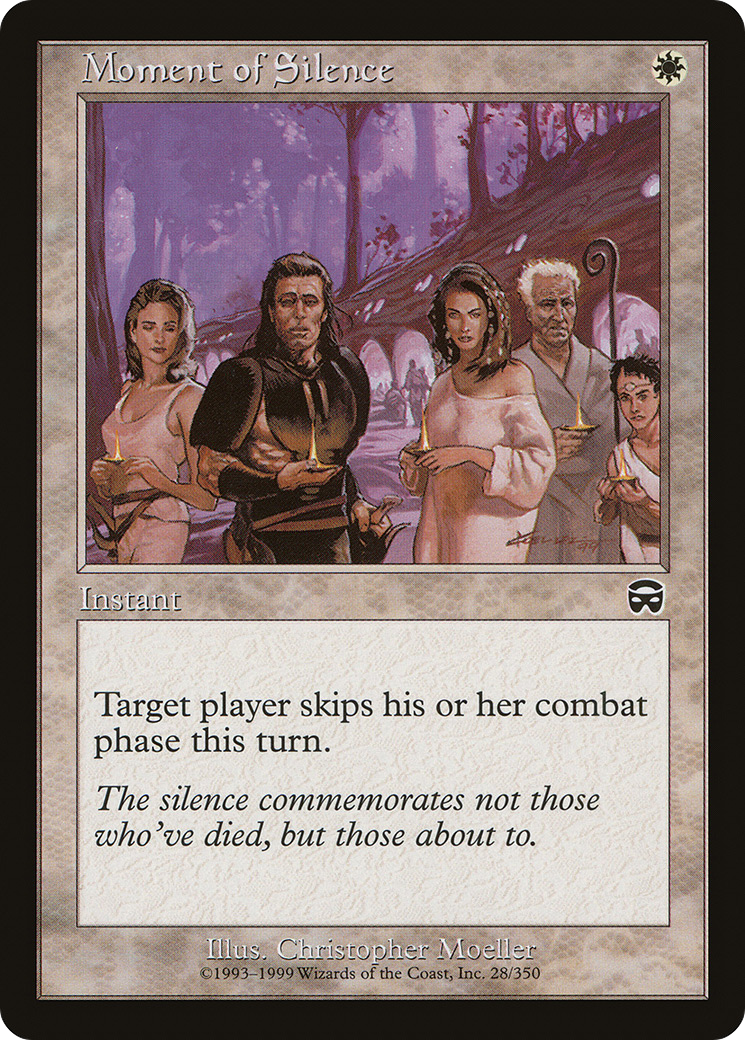 Moment of Silence
Instant
Target player skips his or her combat
phase this turn.
The silence commemorates not those
who've died, but those about to.
Illus. Christopher Moeller
©1993–1999 Wizards of the Coast, Inc. 28/350